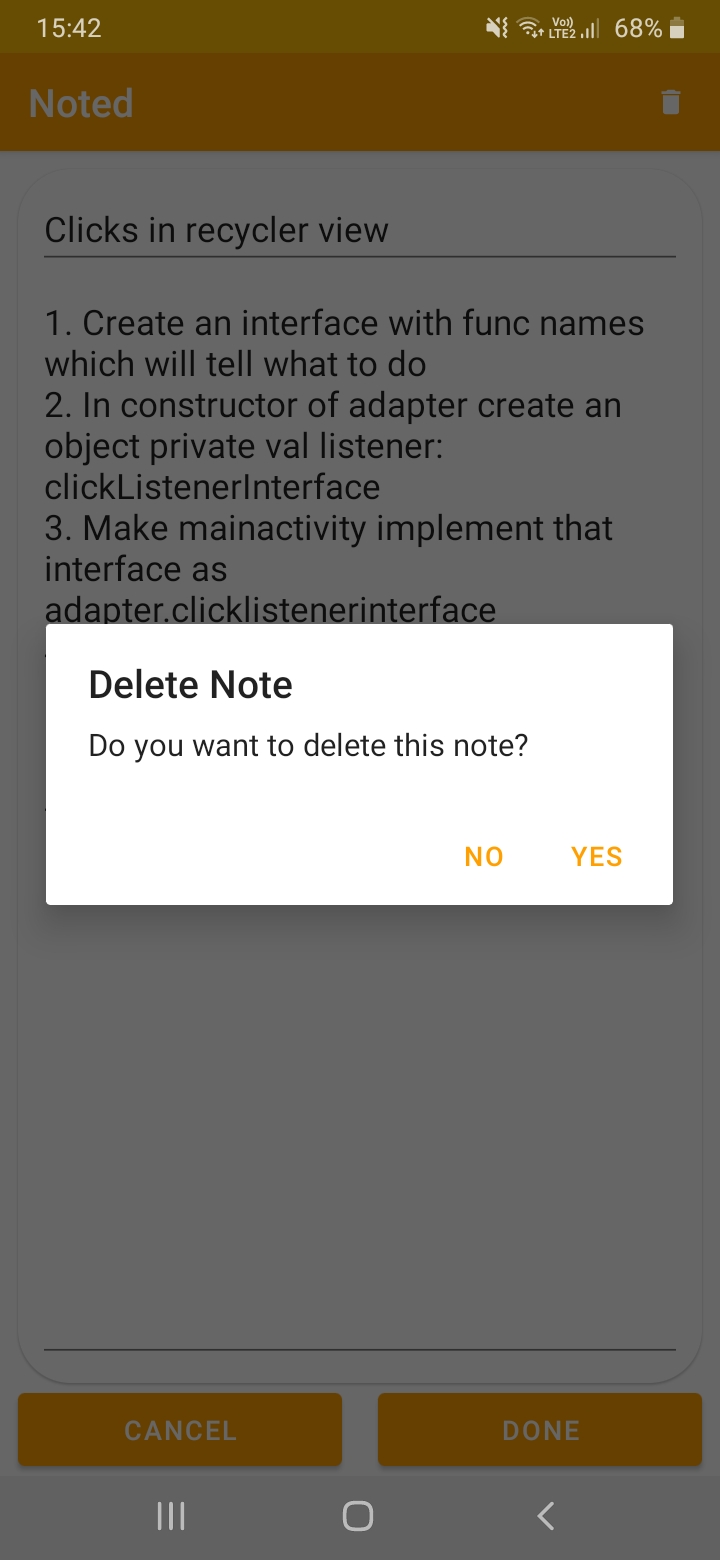 15:42 Vo)) LTE2 68%
Noted
Clicks in recycler view
1. Create an interface with func names
which will tell what to do
2. In constructor of adapter create an
object private val listener:
clickListenerInterface
3. Make mainactivity implement that
interface as
adapter.clicklistenerinterface
Delete Note
Do you want to delete this note?
NO YES
CANCEL DONE